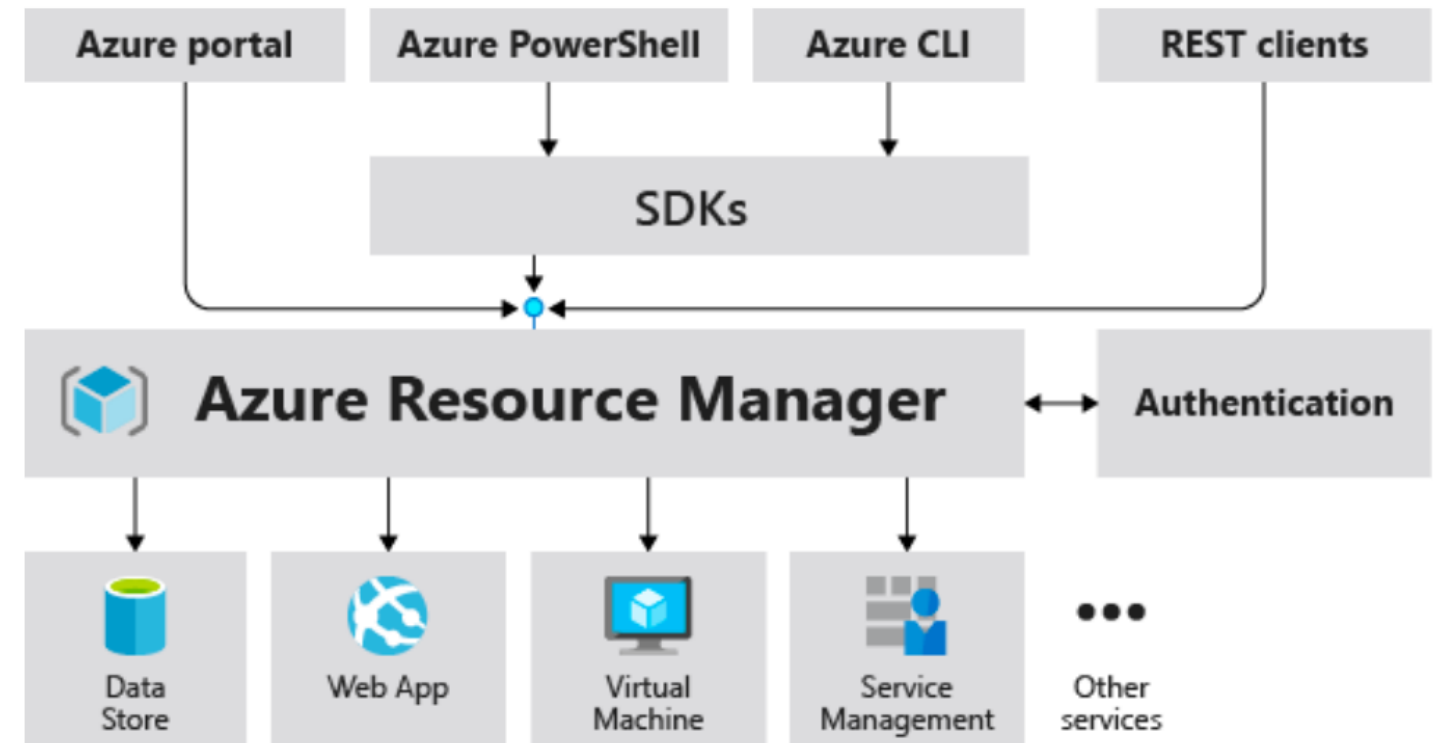 Azure portal
Azure PowerShell
Azure CLI
REST clients
SDKs
Azure Resource Manager
Authentication
Data
Store
Web App
Virtual
Machine
Service
Management
Other
services